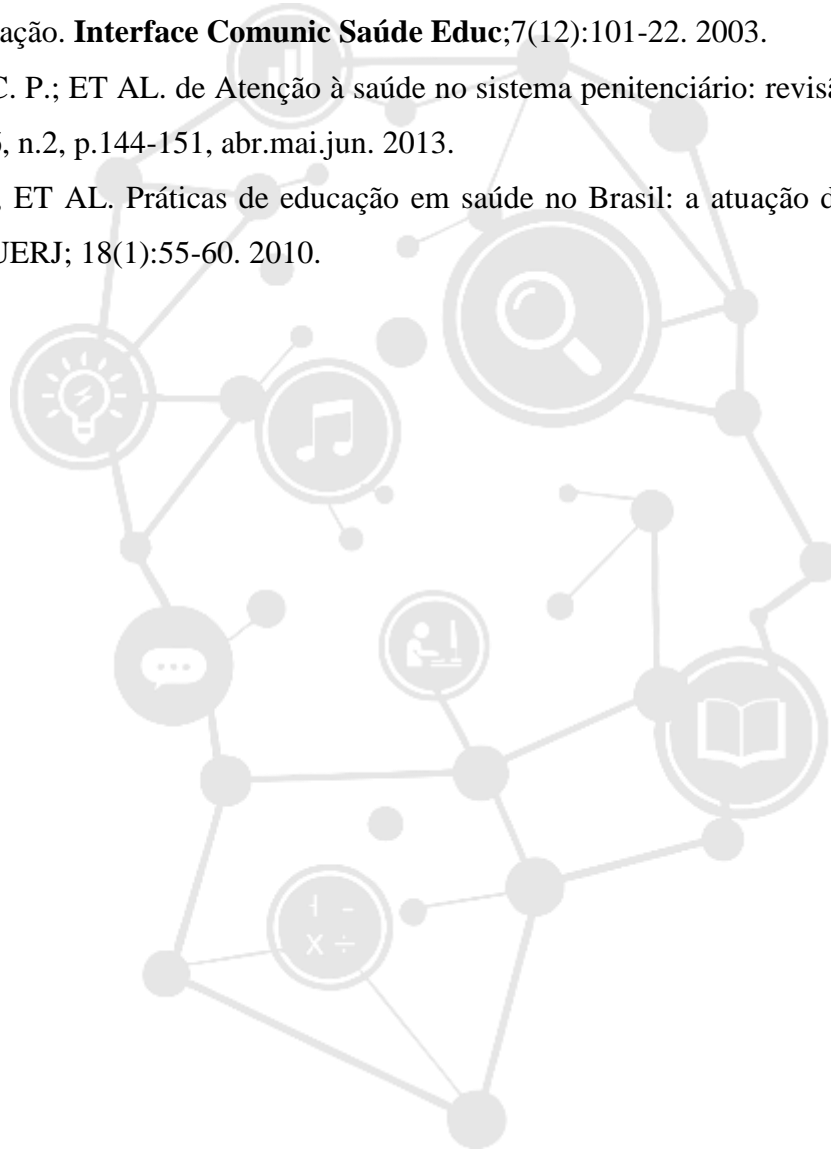 ação. Interface Comunic Saúde Educ;7(12):101-22. 2003.
C. P.; ET AL. de Atenção à saúde no sistema penitenciário: revisã
, n.2, p.144-151, abr.mai.jun. 2013.
, ET AL. Práticas de educação em saúde no Brasil: a atuação d
UERJ; 18(1):55-60. 2010.